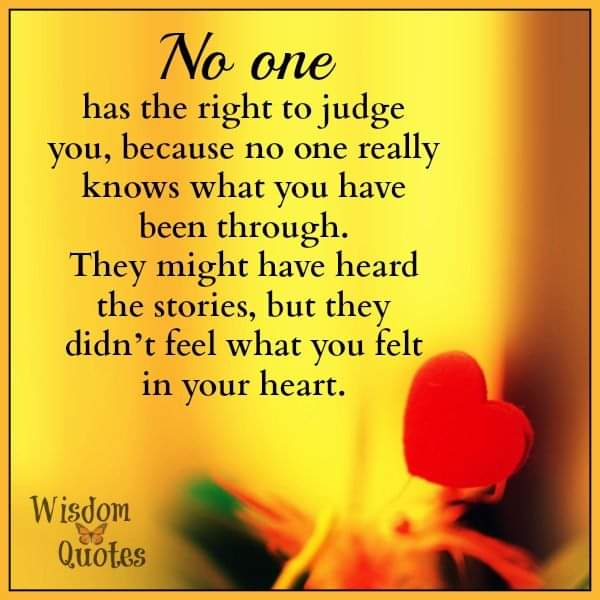 No one
has the right to judge
you, because no one really
knows what you have
been through.
They might have heard
the stories, but they
didn't feel what you felt
in your heart.
Wisdom
Quotes